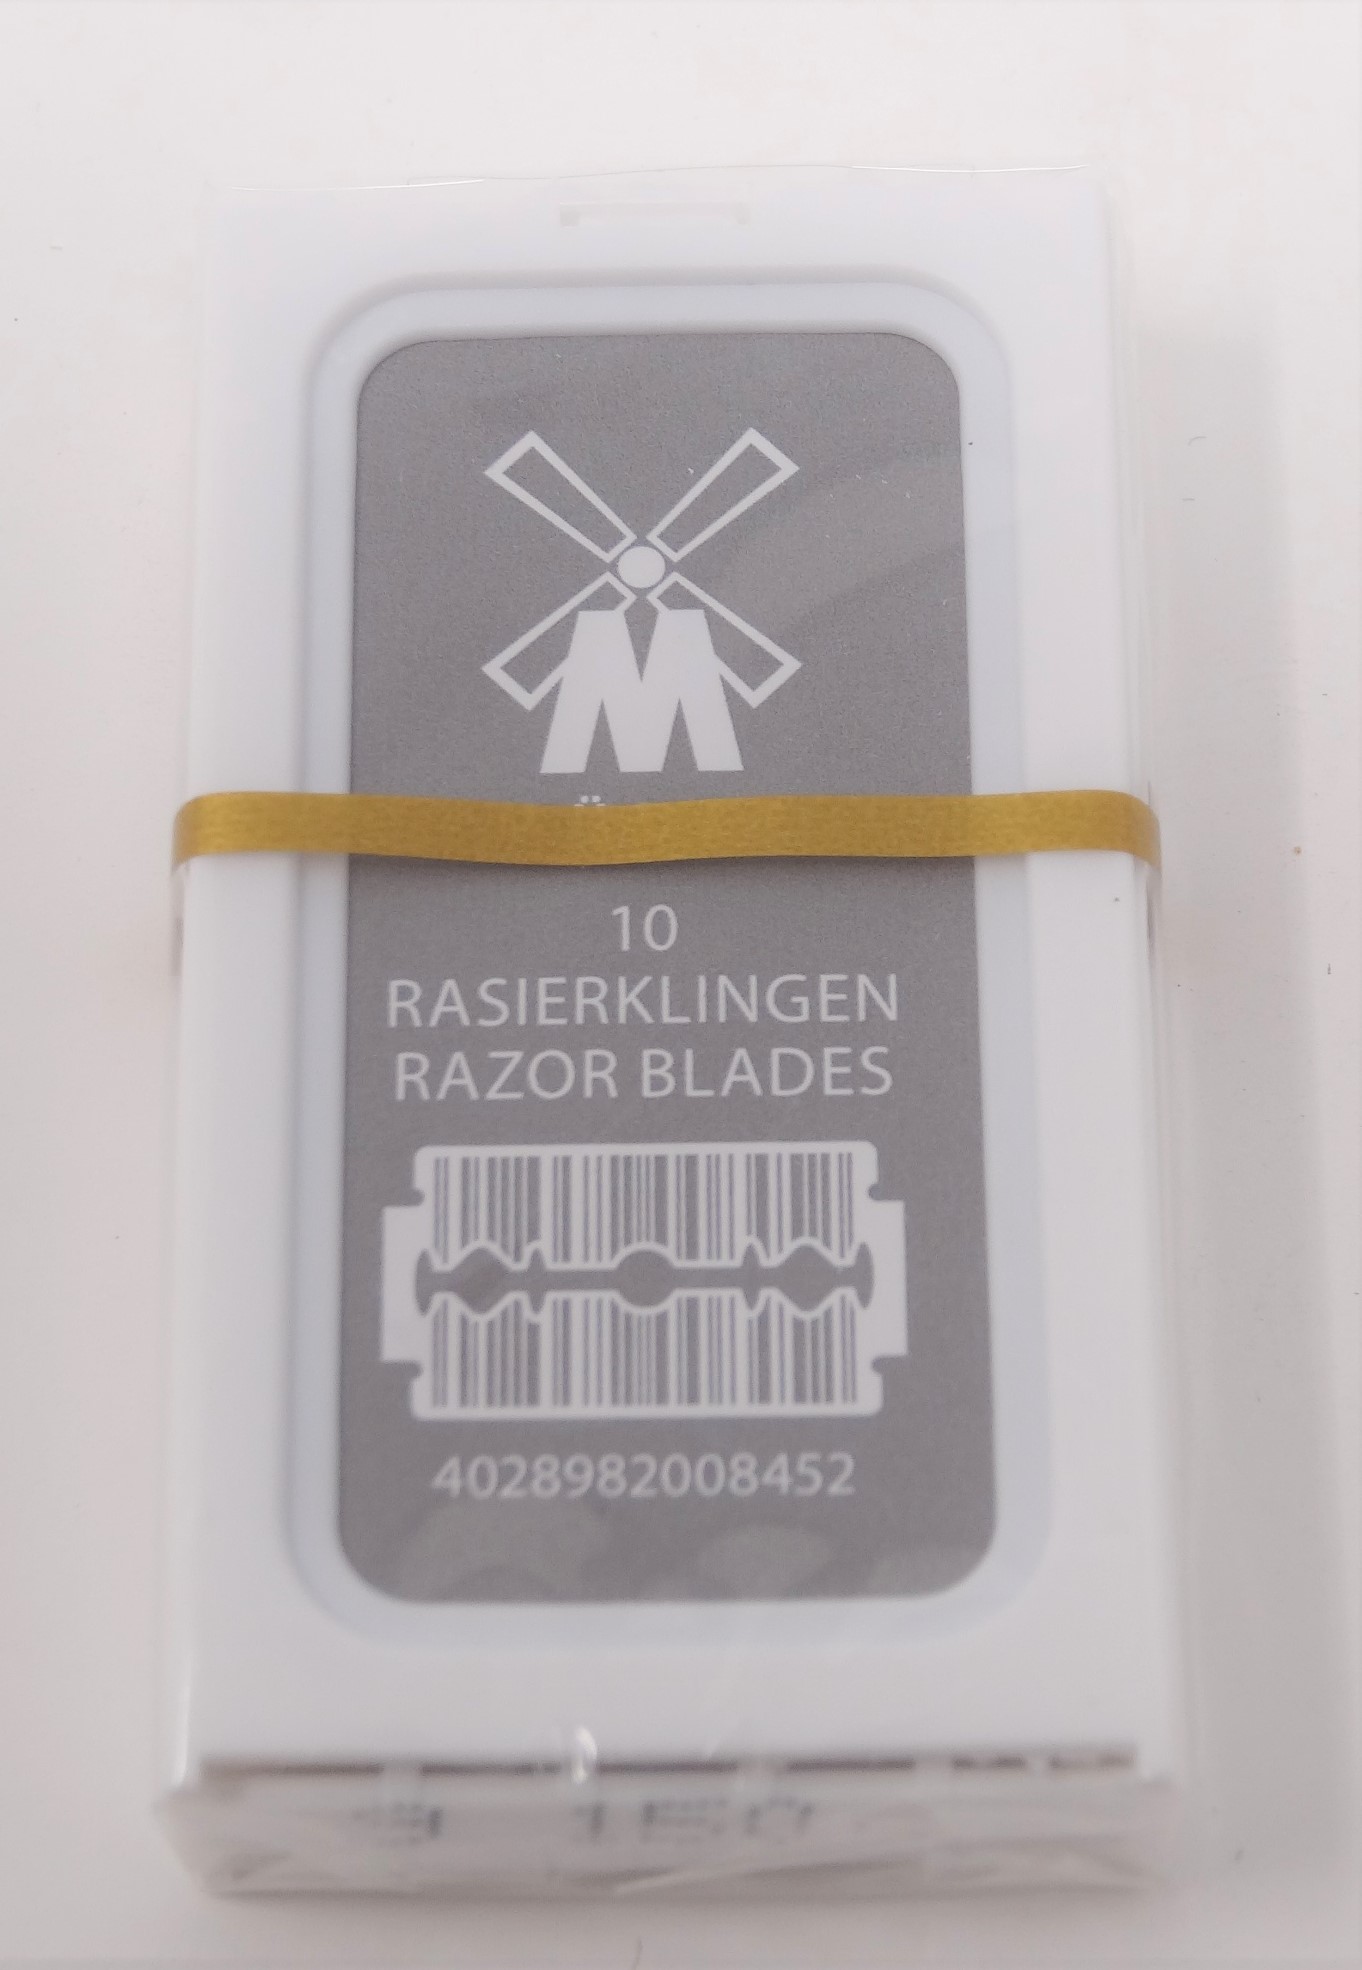 M
10
RASIERKLINGEN
RAZOR BLADES
4028982008452